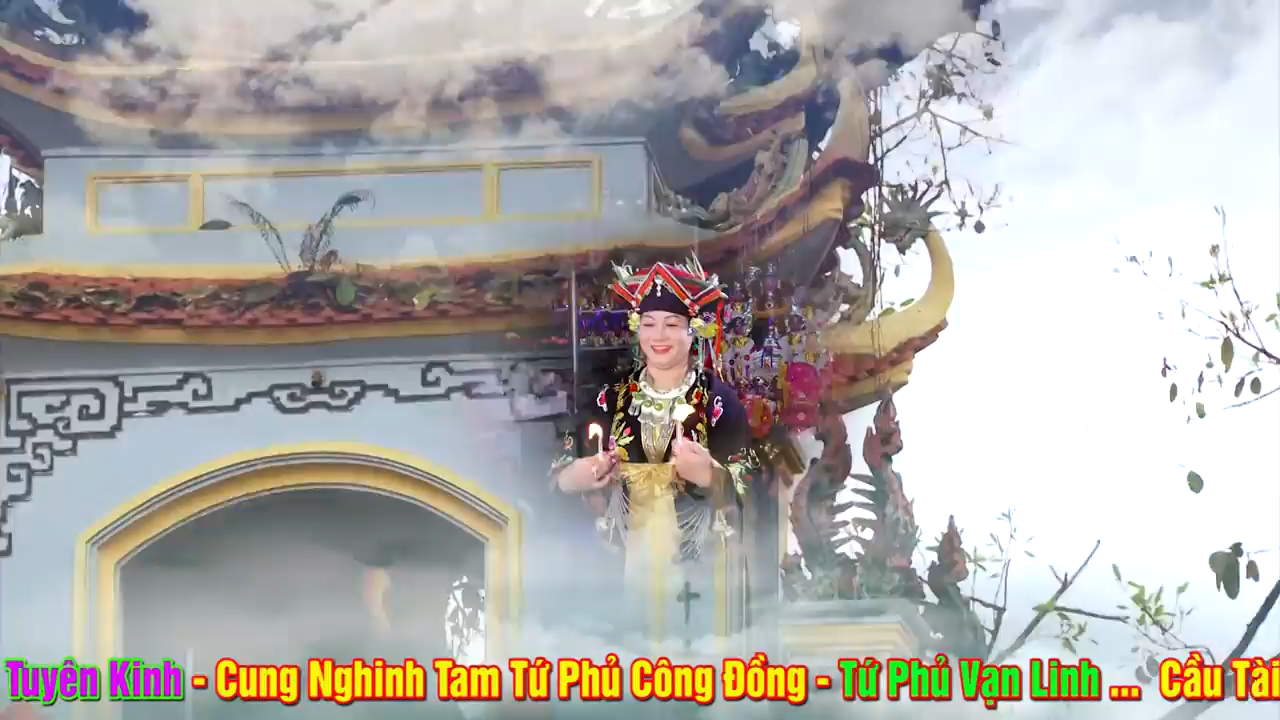 Tuyên Kinh - Cung Nghinh Tam Tứ Phủ Công Đồng - Tứ Phủ Vạn Linh ... Cầu Tài